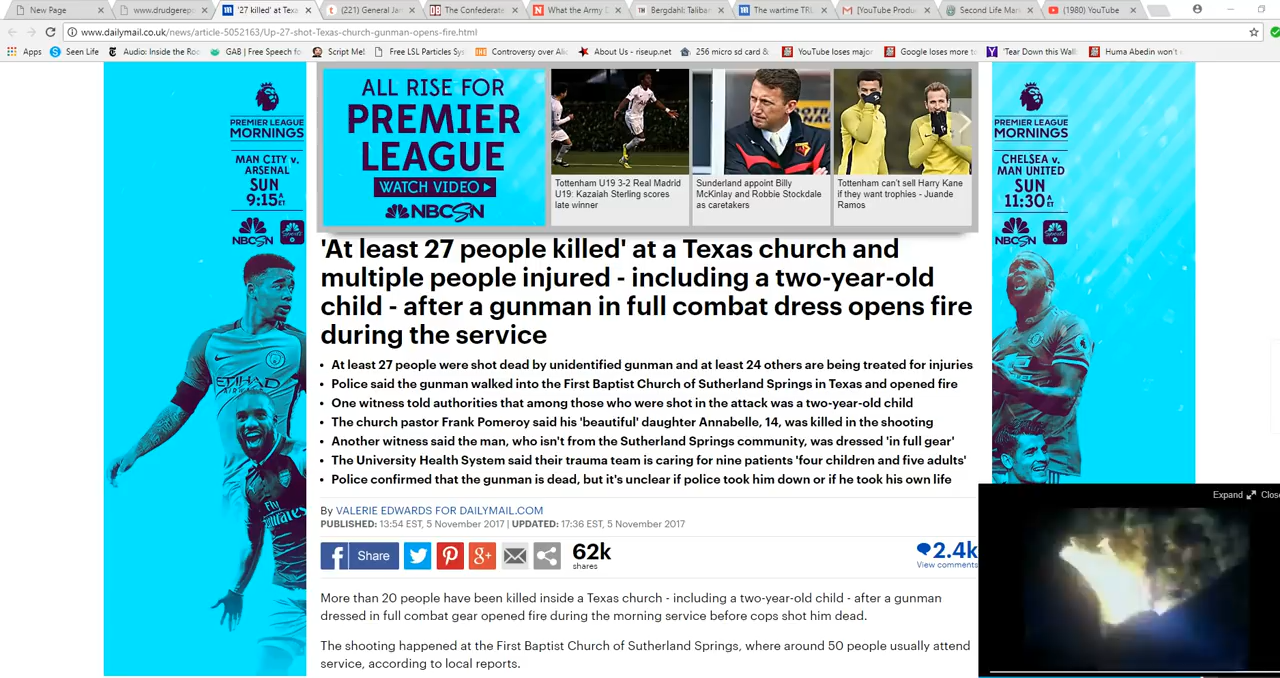 New Page
www.drudgerep
'27 killed' at Texa
(221) General Jam
The Confederate
What the Army D
Bergdahl: Taliban
The wartime TRU
[YouTube Produc
Second Life Mar
(1980) YouTube
www.dailymail.co.uk/news/article-5052163/Up-27-shot-Texas-church-gunman-opens-fire.html
Apps
Seen Life
Audio: Inside the Roo
GAB | Free Speech fo
Script Me!
Free LSL Particles Sys
Controversy over Ali
About Us - riseup.net
256 micro sd card &
YouTube loses major
Google loses more to
'Tear Down this Wall
Huma Abedin won't
PREMIER LEAGUE
MORNINGS
MAN CITY v.
ARSENAL
SUN
9:15 A ET
NBCSN
ALL RISE FOR
PREMIER
LEAGUE
WATCH VIDEO
NBCSN
Tottenham U19 3-2 Real Madrid
U19: Kazaiah Sterling scores
late winner
Sunderland appoint Billy
McKinlay and Robbie Stockdale
as caretakers
Tottenham can't sell Harry Kane
if they want trophies - Juande
Ramos
PREMIER LEAGUE
MORNINGS
CHELSEA v.
MAN UNITED
SUN
11:30 A ET
NBCSN
'At least 27 people killed' at a Texas church and
multiple people injured - including a two-year-old
child - after a gunman in full combat dress opens fire
during the service
• At least 27 people were shot dead by unidentified gunman and at least 24 others are being treated for injuries
• Police said the gunman walked into the First Baptist Church of Sutherland Springs in Texas and opened fire
• One witness told authorities that among those who were shot in the attack was a two-year-old child
• The church pastor Frank Pomeroy said his 'beautiful' daughter Annabelle, 14, was killed in the shooting
• Another witness said the man, who isn't from the Sutherland Springs community, was dressed 'in full gear'
• The University Health System said their trauma team is caring for nine patients 'four children and five adults'
• Police confirmed that the gunman is dead, but it's unclear if police took him down or if he took his own life
By VALERIE EDWARDS FOR DAILYMAIL.COM
PUBLISHED: 13:54 EST, 5 November 2017 | UPDATED: 17:36 EST, 5 November 2017
Share
62k
shares
2.4k
View comments
Expand
Close
More than 20 people have been killed inside a Texas church - including a two-year-old child - after a gunman
dressed in full combat gear opened fire during the morning service before cops shot him dead.
The shooting happened at the First Baptist Church of Sutherland Springs, where around 50 people usually attend
service, according to local reports.
ETIHAD
Fly
Emirates